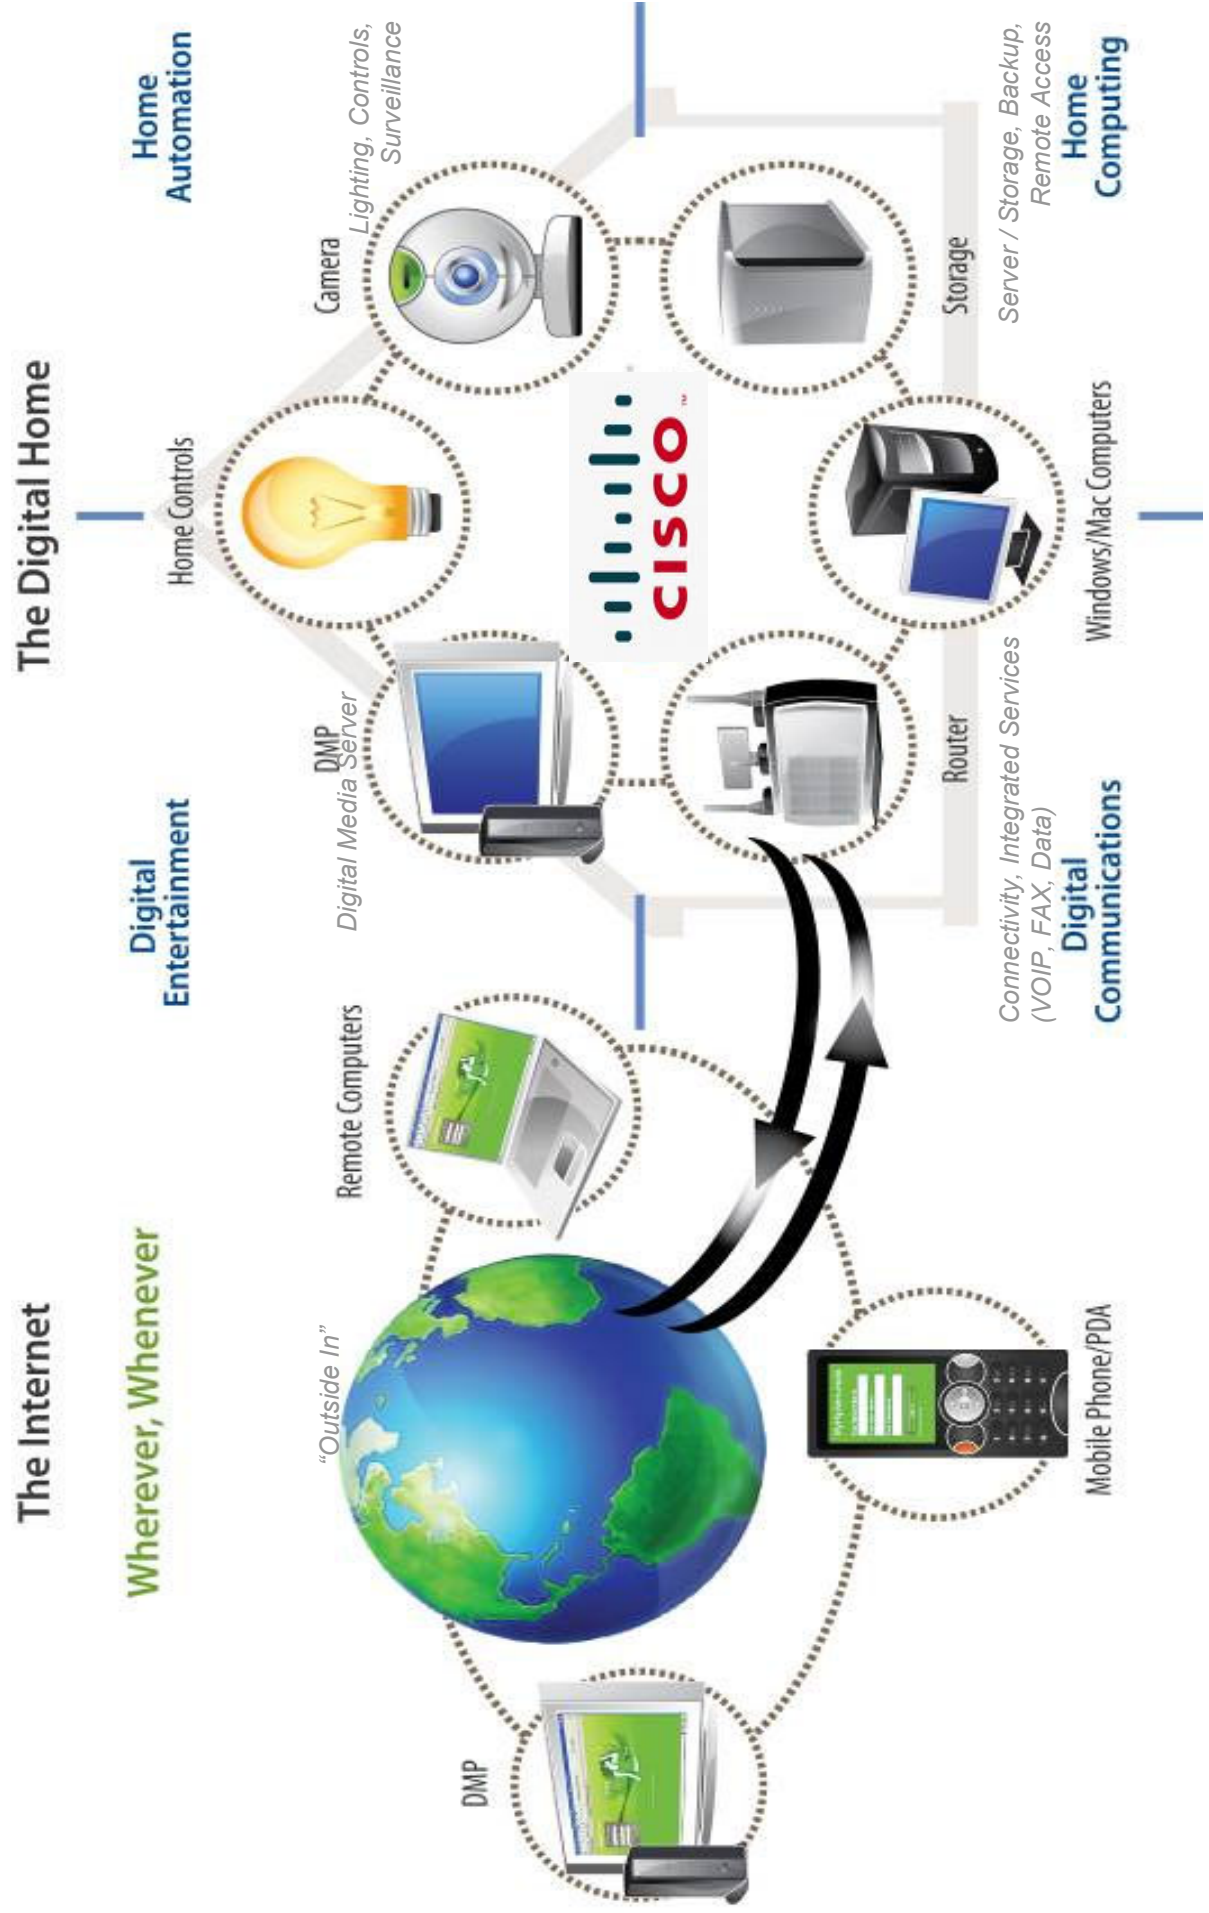 The Internet
The Digital Home
Wherever, Whenever
Digital
Entertainment
Home
Automation
Home Controls
"Outside In"
Remote Computers
DMP
Digital Media Server
Camera
Lighting, Controls,
Surveillance
DMP
CISCO™
Mobile Phone/PDA
Router
Storage
Connectivity, Integrated Services
(VOIP, FAX, Data)
Server / Storage, Backup,
Remote Access
Digital
Communications
Windows/Mac Computers
Home
Computing